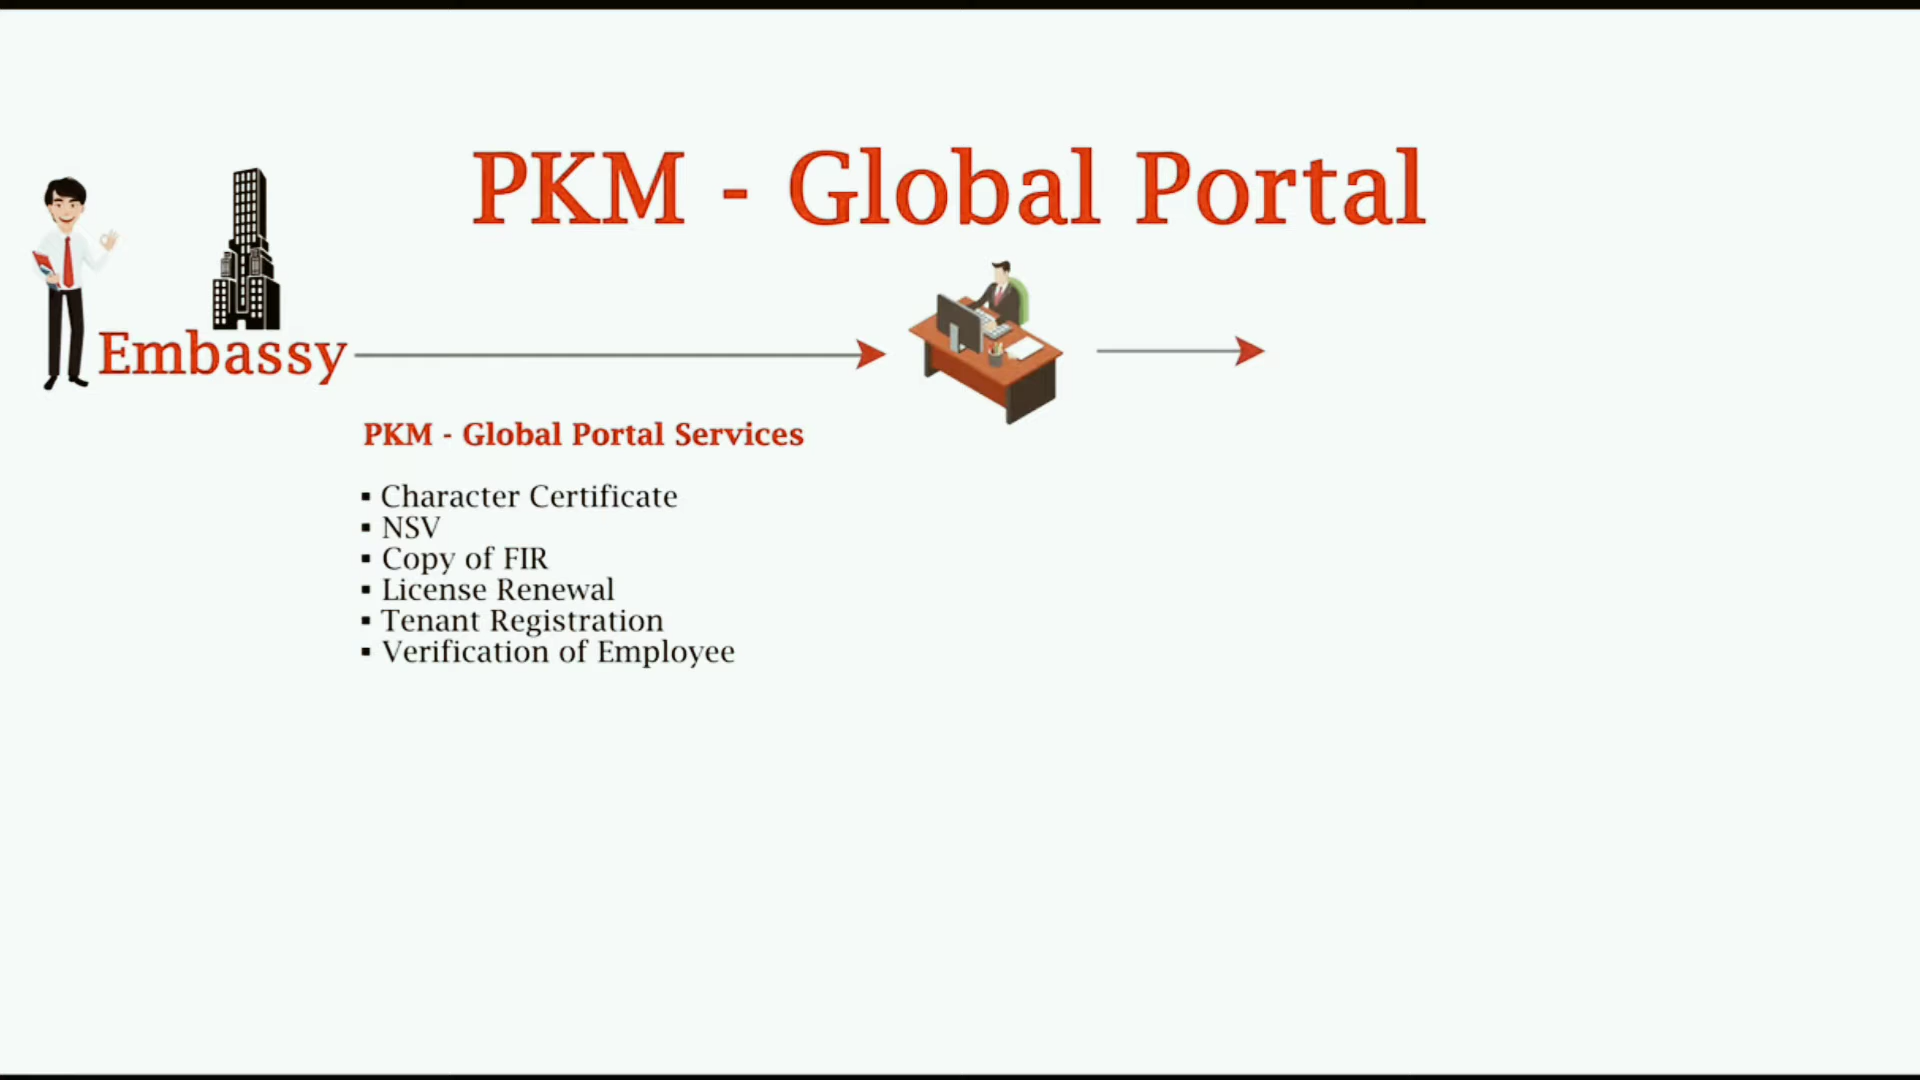 PKM - Global Portal
Embassy
PKM - Global Portal Services
▪ Character Certificate
▪ NSV
▪ Copy of FIR
▪ License Renewal
▪ Tenant Registration
▪ Verification of Employee